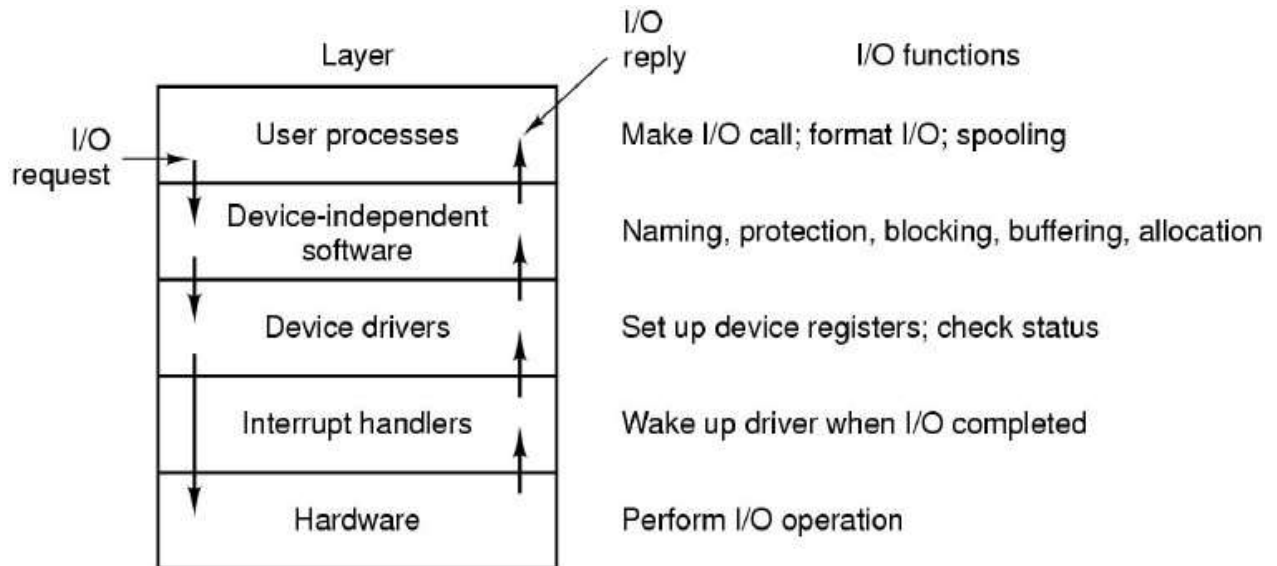 Layer
I/O
reply
I/O functions
I/O
request
User processes
Make I/O call; format I/O; spooling
Device-independent
software
Naming, protection, blocking, buffering, allocation
Device drivers
Set up device registers; check status
Interrupt handlers
Wake up driver when I/O completed
Hardware
Perform I/O operation